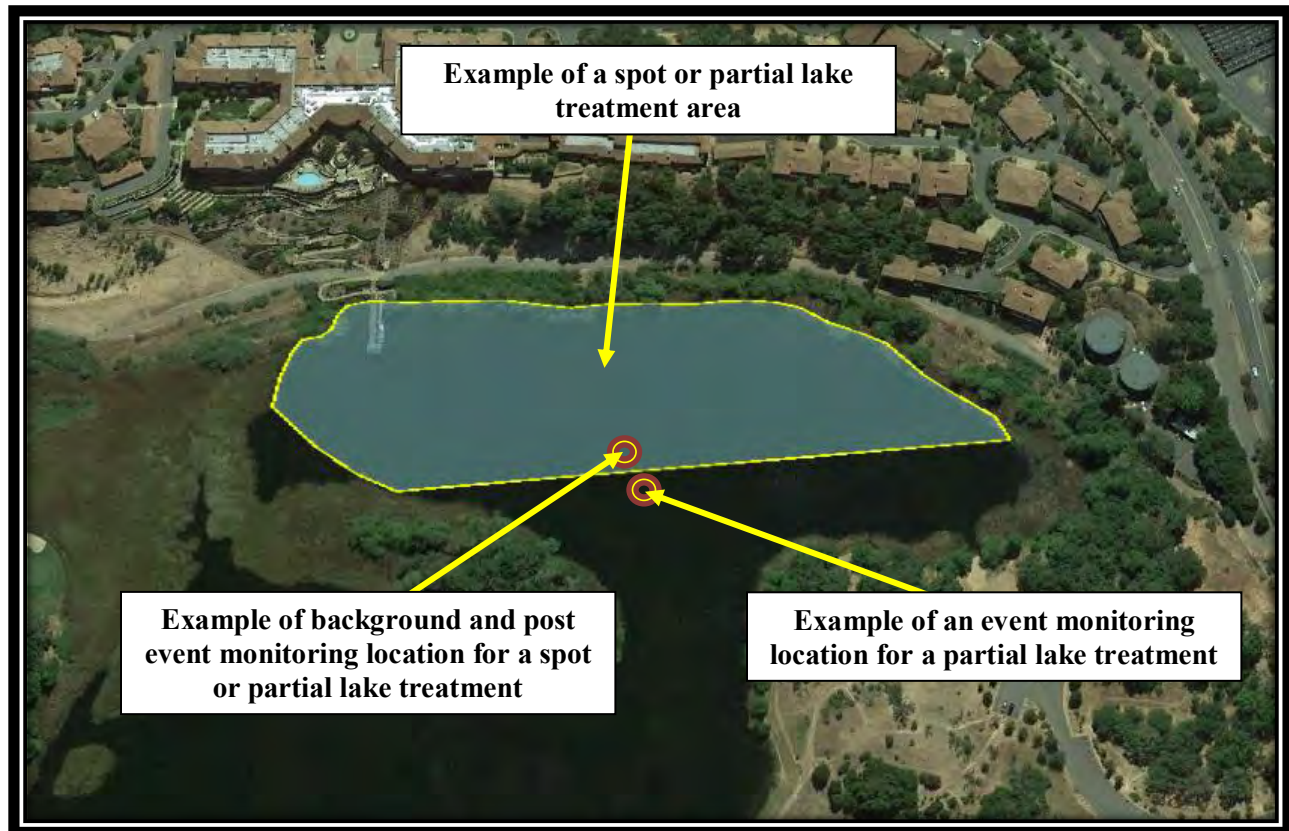 Example of a spot or partial lake
treatment area
Example of background and post
event monitoring location for a spot
or partial lake treatment
Example of an event monitoring
location for a partial lake treatment